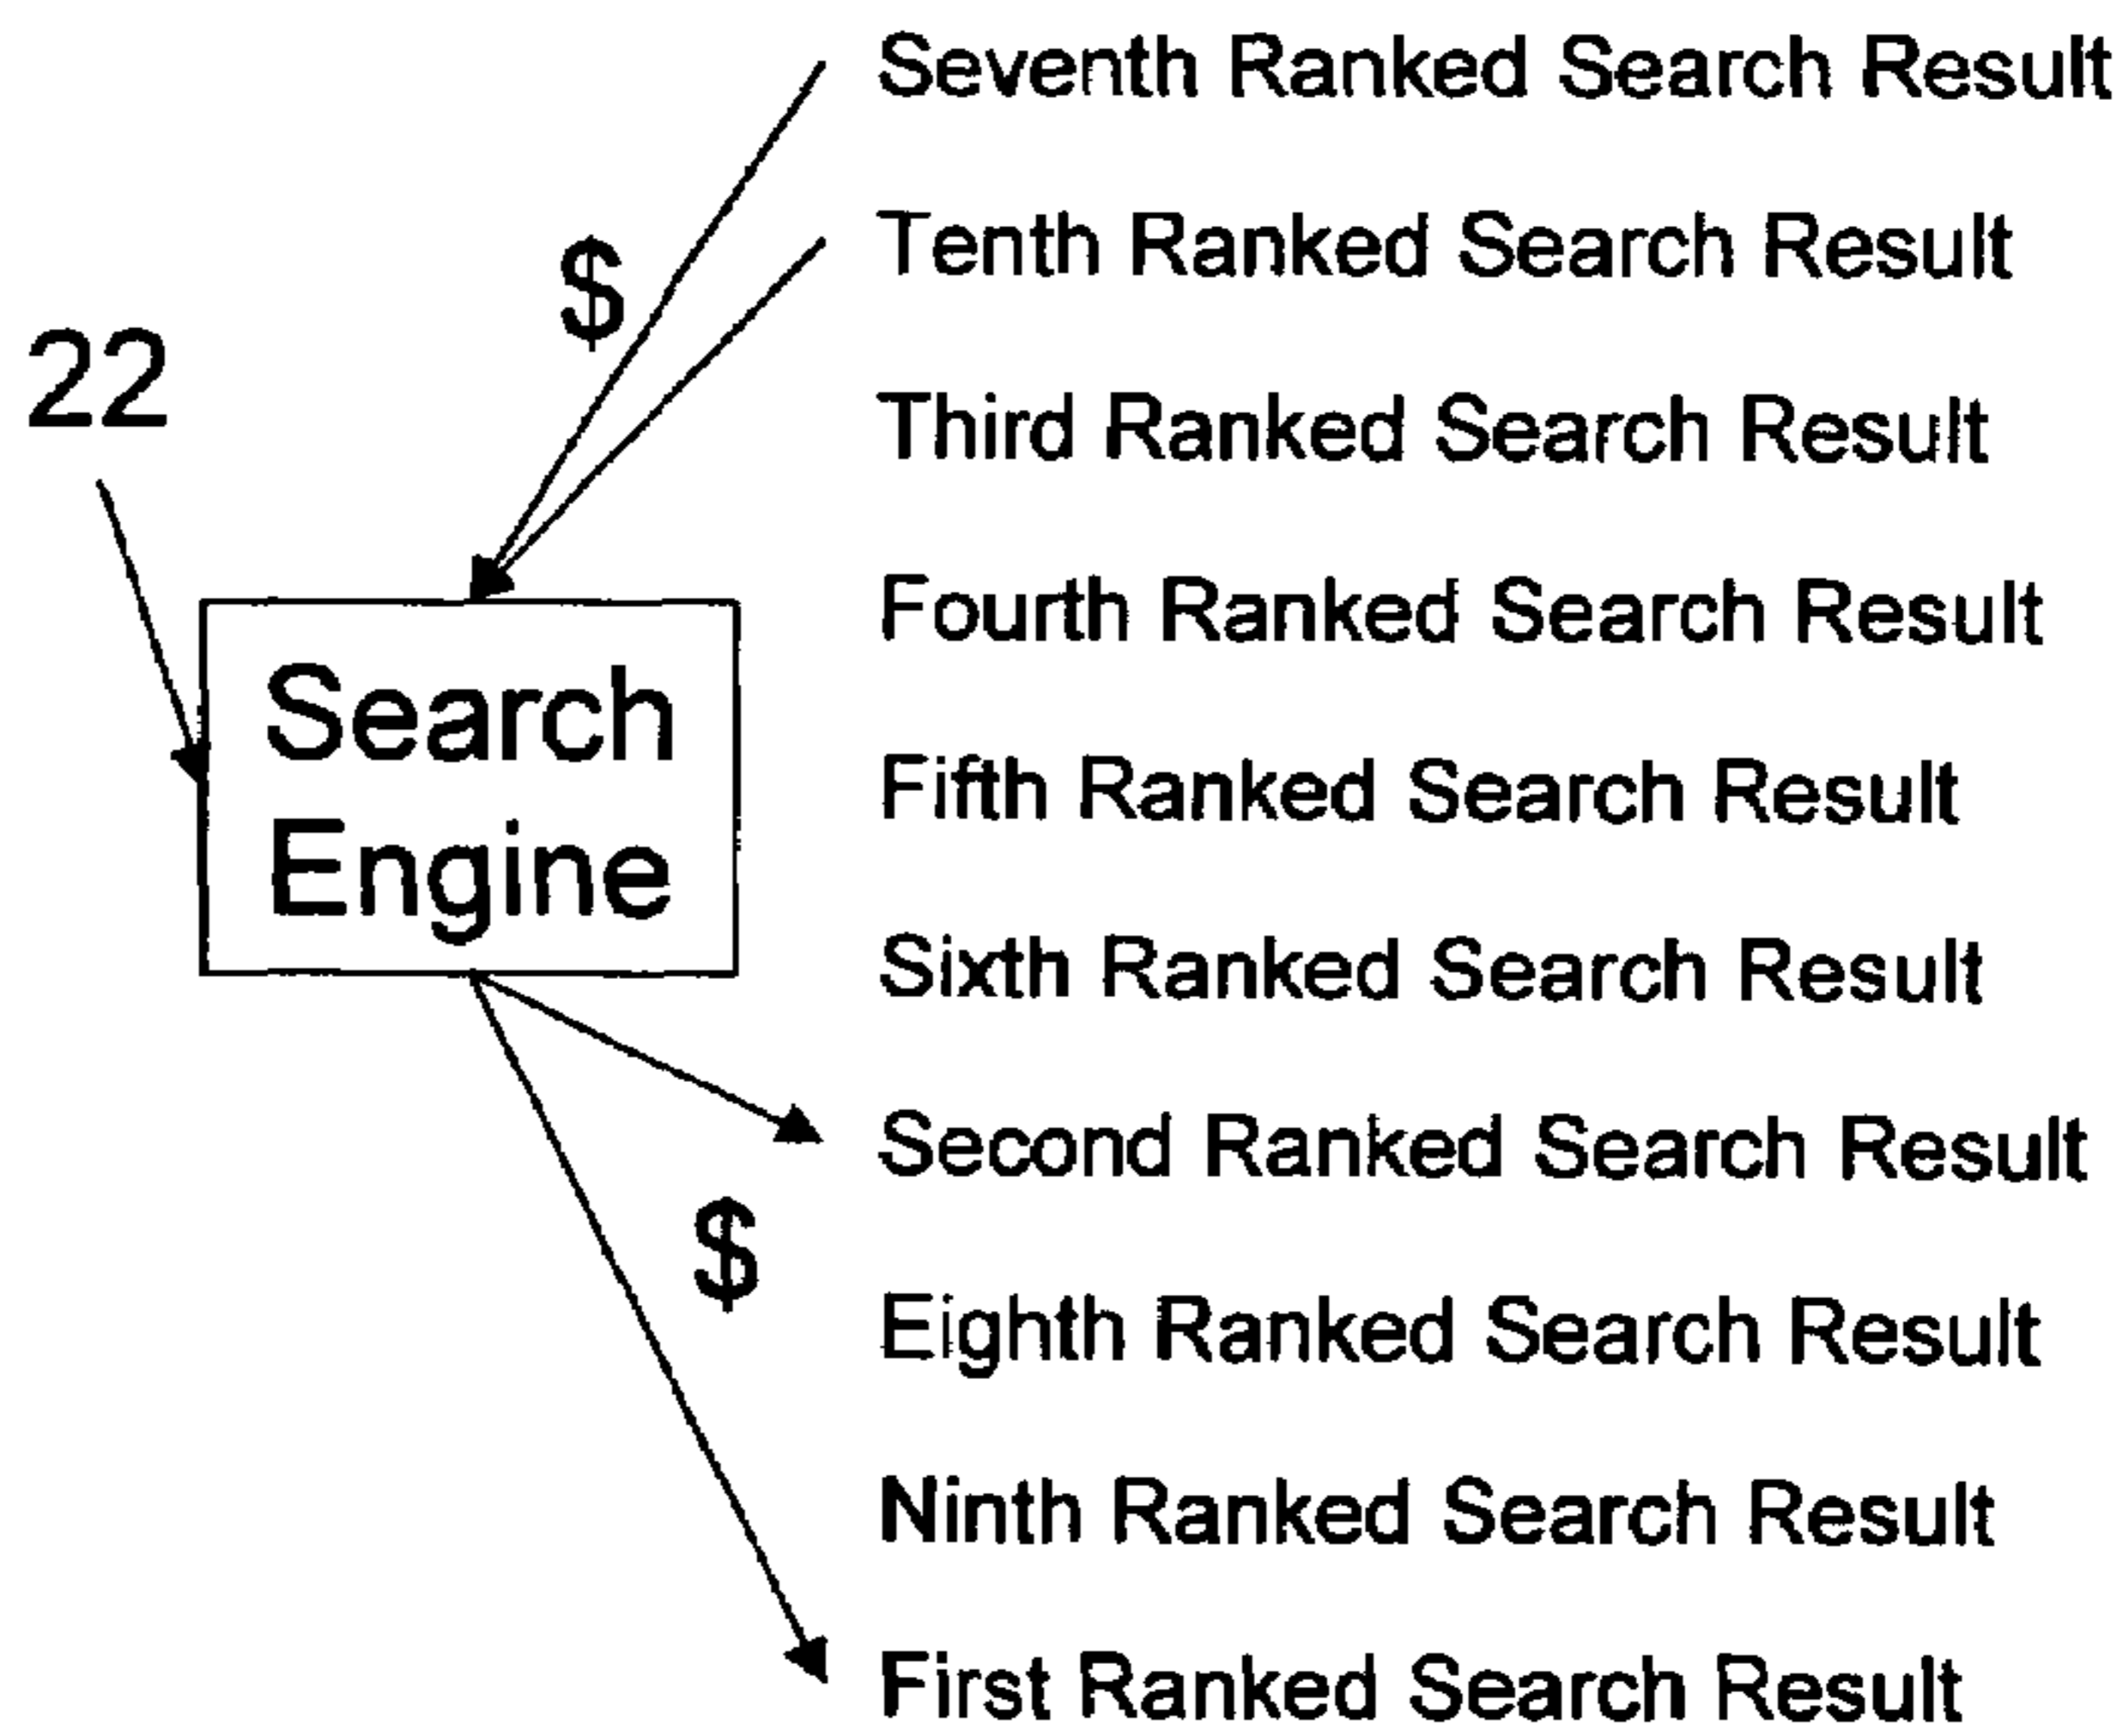 Seventh Ranked Search Result
Tenth Ranked Search Result
$
22
Third Ranked Search Result
Fourth Ranked Search Result
Search
Engine
Fifth Ranked Search Result
Sixth Ranked Search Result
Second Ranked Search Result
$
Eighth Ranked Search Result
Ninth Ranked Search Result
First Ranked Search Result